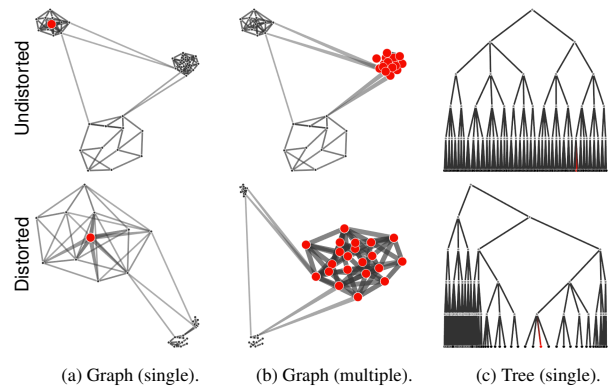 Undistorted
Distorted
(a) Graph (single).
(b) Graph (multiple).
(c) Tree (single).